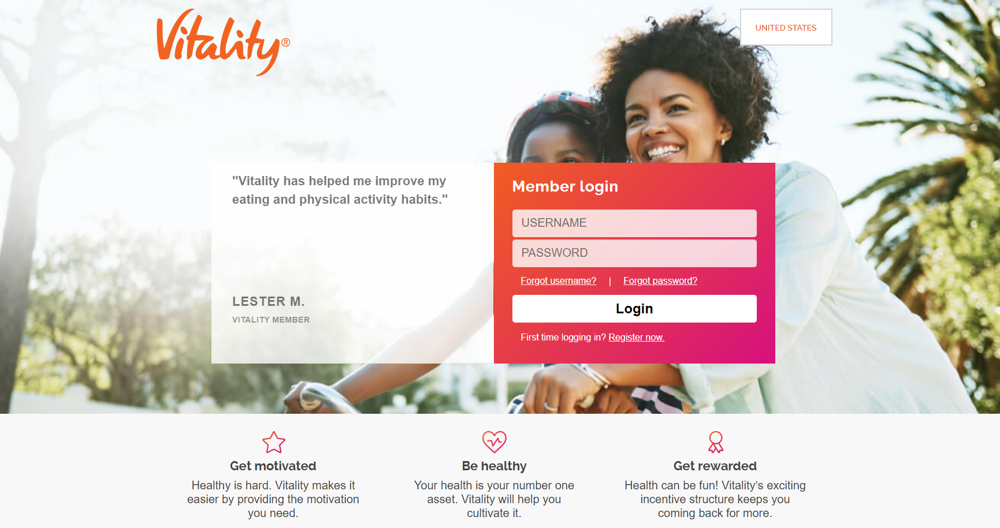 Vitality®
UNITED STATES
"Vitality has helped me improve my
eating and physical activity habits."
LESTER M.
VITALITY MEMBER
Member login
USERNAME
PASSWORD
Forgot username? | Forgot password?
Login
First time logging in? Register now.
Get motivated
Healthy is hard. Vitality makes it
easier by providing the motivation
you need.
Be healthy
Your health is your number one
asset. Vitality will help you
cultivate it.
Get rewarded
Health can be fun! Vitality’s exciting
incentive structure keeps you
coming back for more.